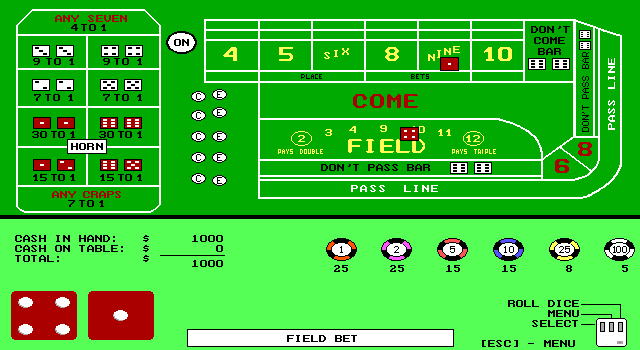 ANY SEVEN
4 TO 1
9 TO 1 9 TO 1
7 TO 1 7 TO 1
30 TO 1 30 TO 1
HORN
15 TO 1 15 TO 1
ANY CRAPS
7 TO 1
ON
C E
C E
C E
C E
C E
4 5 SIX 8 NINE 10
PLACE BETS
DON'T
COME
BAR
DON'T PASS BAR
PASS LINE
COME
2 3 4 9 10 11 12
PAYS DOUBLE FIELD PAYS TRIPLE
DON'T PASS BAR
PASS LINE
6 8
CASH IN HAND: $ 1000
CASH ON TABLE: $ 0
TOTAL: $ 1000
1 2 5 10 25 100
25 25 15 15 8 5
ROLL DICE
MENU
SELECT
[ESC] - MENU
FIELD BET